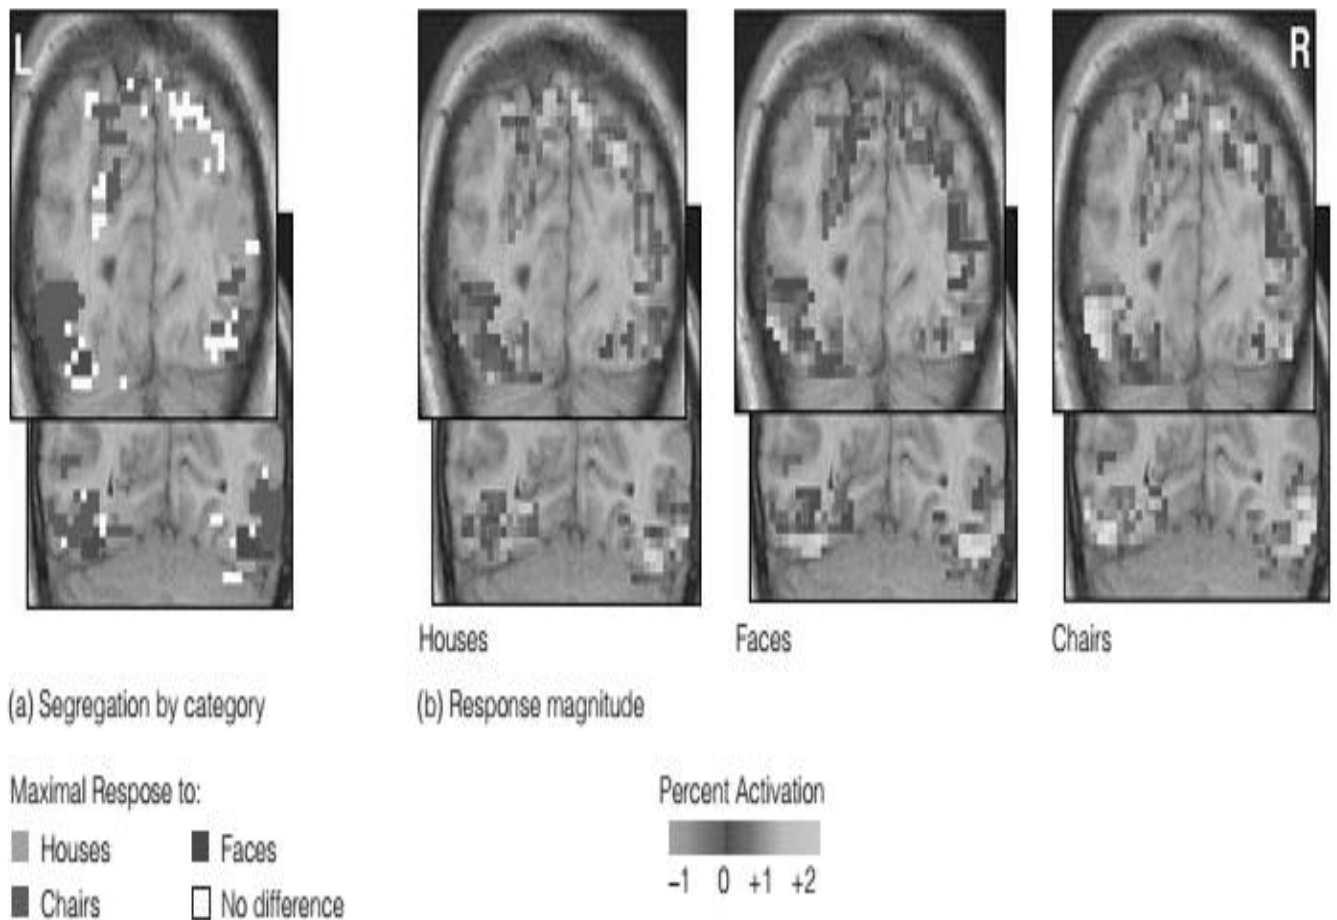 L
R
Houses
Faces
Chairs
(a) Segregation by category
(b) Response magnitude
Maximal Respose to:
Houses
Faces
Chairs
No difference
Percent Activation
−1 0 +1 +2